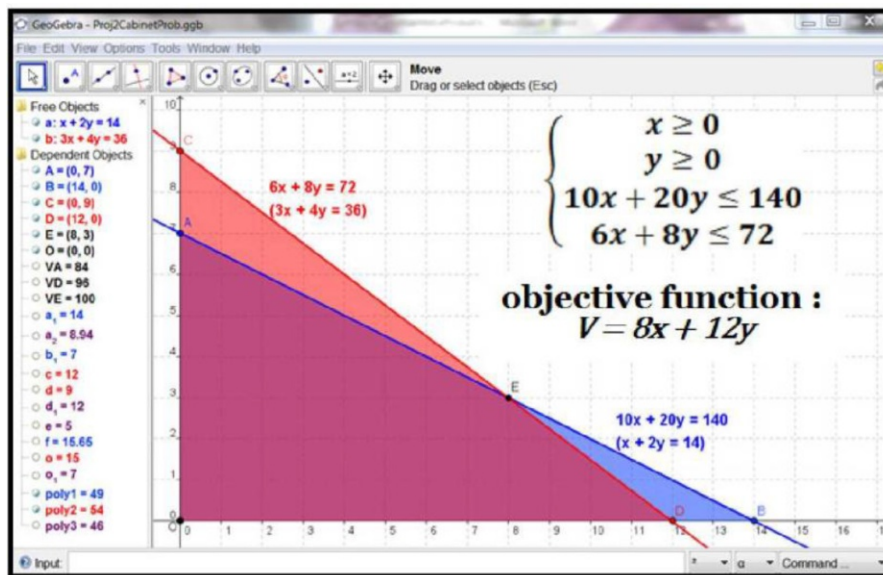 GeoGebra - Proj2CabinetProb.ggb
File Edit View Options Tools Window Help
A
a=2
Move
Drag or select objects (Esc)
Free Objects
a: x + 2y = 14
b: 3x + 4y = 36
Dependent Objects
A = (0, 7)
B = (14, 0)
C = (0, 9)
D = (12, 0)
E = (8, 3)
O = (0, 0)
VA = 84
VD = 96
VE = 100
a₁ = 14
a₂ = 8.94
b₁ = 7
c = 12
d = 9
d₁ = 12
e = 5
f = 15.65
o = 15
o₁ = 7
poly1 = 49
poly2 = 54
poly3 = 46
10
9
8
7
6
5
4
3
2
1
0
0 1 2 3 4 5 6 7 8 9 10 11 12 13 14 15 16
C
A
E
D
B
O
6x + 8y = 72
(3x + 4y = 36)
10x + 20y = 140
(x + 2y = 14)
x ≥ 0
y ≥ 0
10x + 20y ≤ 140
6x + 8y ≤ 72
objective function :
V = 8x + 12y
Input:
α
Command ...